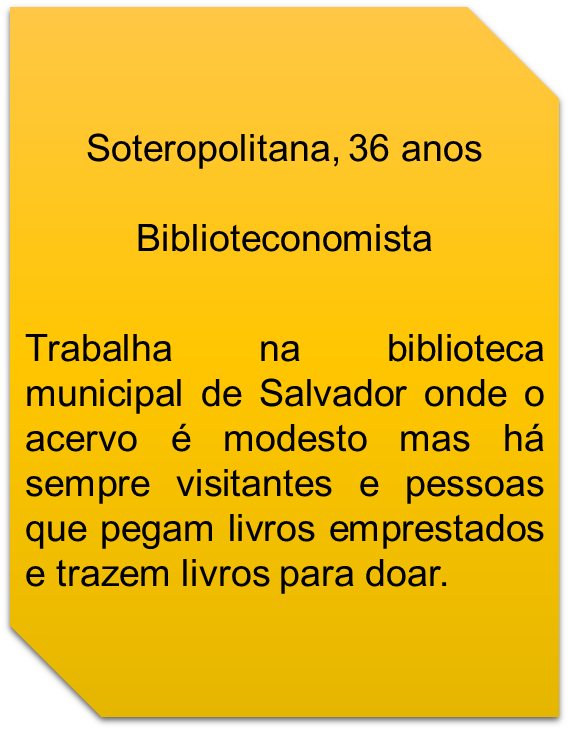 Soteropolitana, 36 anos
Biblioteconomista
Trabalha na biblioteca
municipal de Salvador onde o
acervo é modesto mas há
sempre visitantes e pessoas
que pegam livros emprestados
e trazem livros para doar.